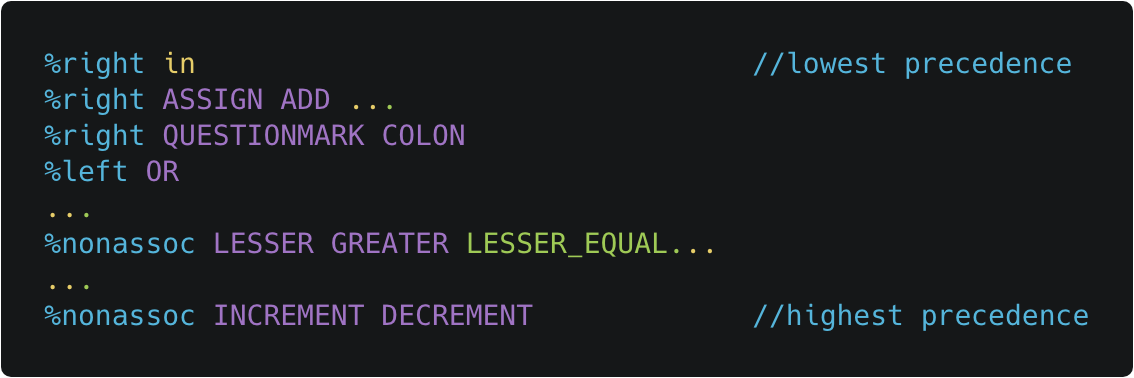 %right in //lowest precedence
%right ASSIGN ADD ...
%right QUESTIONMARK COLON
%left OR
...
%nonassoc LESSER GREATER LESSER_EQUAL...
...
%nonassoc INCREMENT DECREMENT //highest precedence